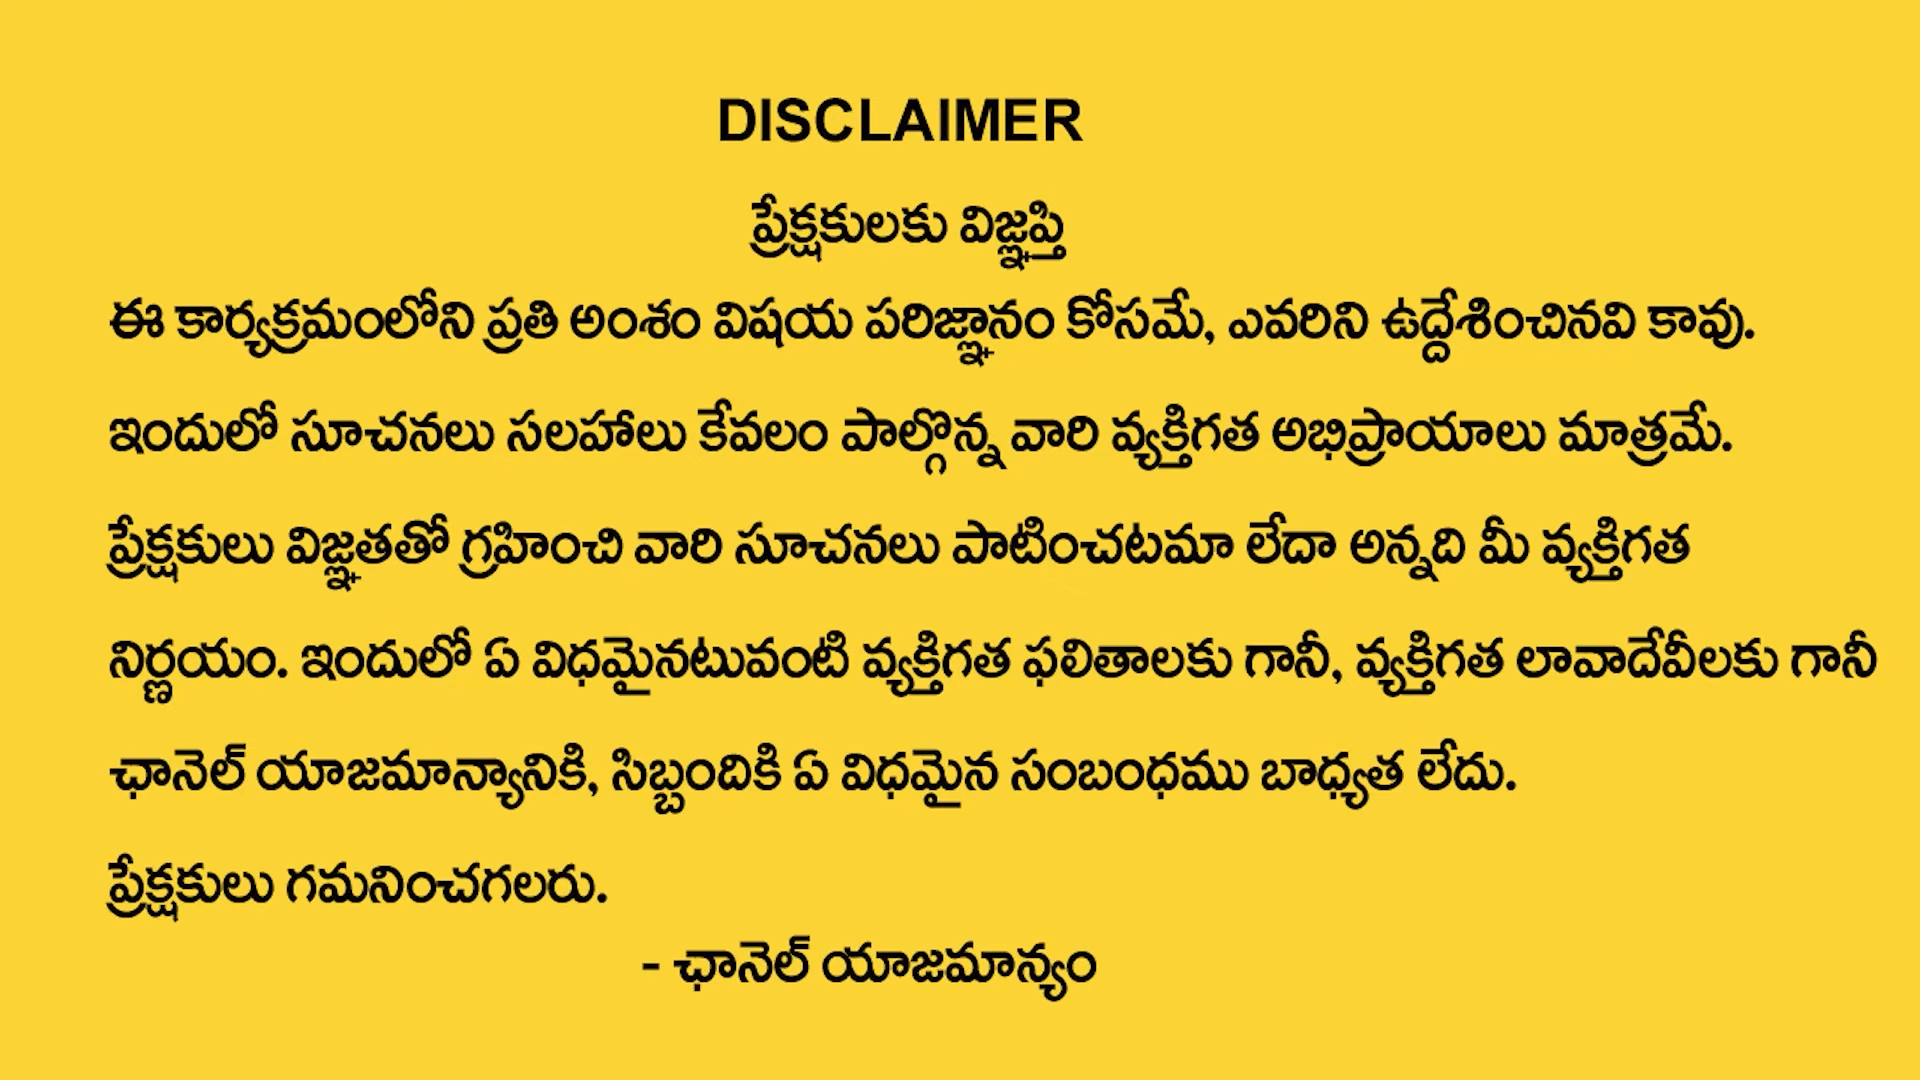 DISCLAIMER
ప్రేక్షకులకు విజ్ఞప్తి
ఈ కార్యక్రమంలోని ప్రతి అంశం విషయ పరిజ్ఞానం కోసమే, ఎవరిని ఉద్దేశించినవి కావు.
ఇందులో సూచనలు సలహాలు కేవలం పాల్గొన్న వారి వ్యక్తిగత అభిప్రాయాలు మాత్రమే.
ప్రేక్షకులు విజ్ఞతతో గ్రహించి వారి సూచనలు పాటించటమా లేదా అన్నది మీ వ్యక్తిగత
నిర్ణయం. ఇందులో ఏ విధమైనటువంటి వ్యక్తిగత ఫలితాలకు గానీ, వ్యక్తిగత లావాదేవీలకు గానీ
ఛానెల్ యాజమాన్యానికి, సిబ్బందికి ఏ విధమైన సంబంధము బాధ్యత లేదు.
ప్రేక్షకులు గమనించగలరు.
- ఛానెల్ యాజమాన్యం